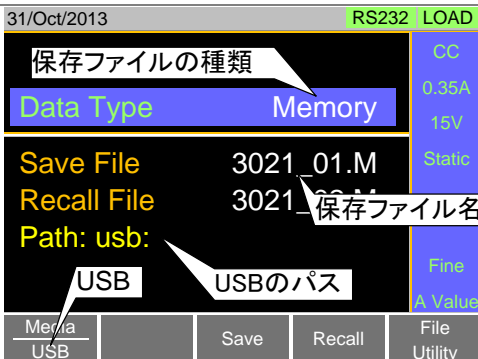 31/Oct/2013 RS232 LOAD
保存ファイルの種類
CC
0.35A
Data Type Memory
15V
Save File 3021_01.M
Static
Recall File 3021_
保存ファイル名
Path: usb:
USB
USBのパス
Fine
A Value
Media
USB
Save
Recall
File
Utility